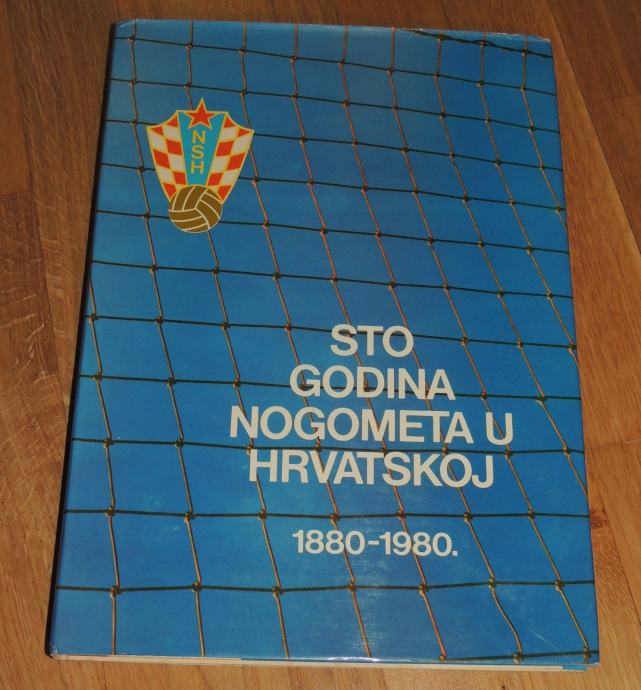 NSH
STO
GODINA
NOGOMETA U
HRVATSKOJ
1880-1980.